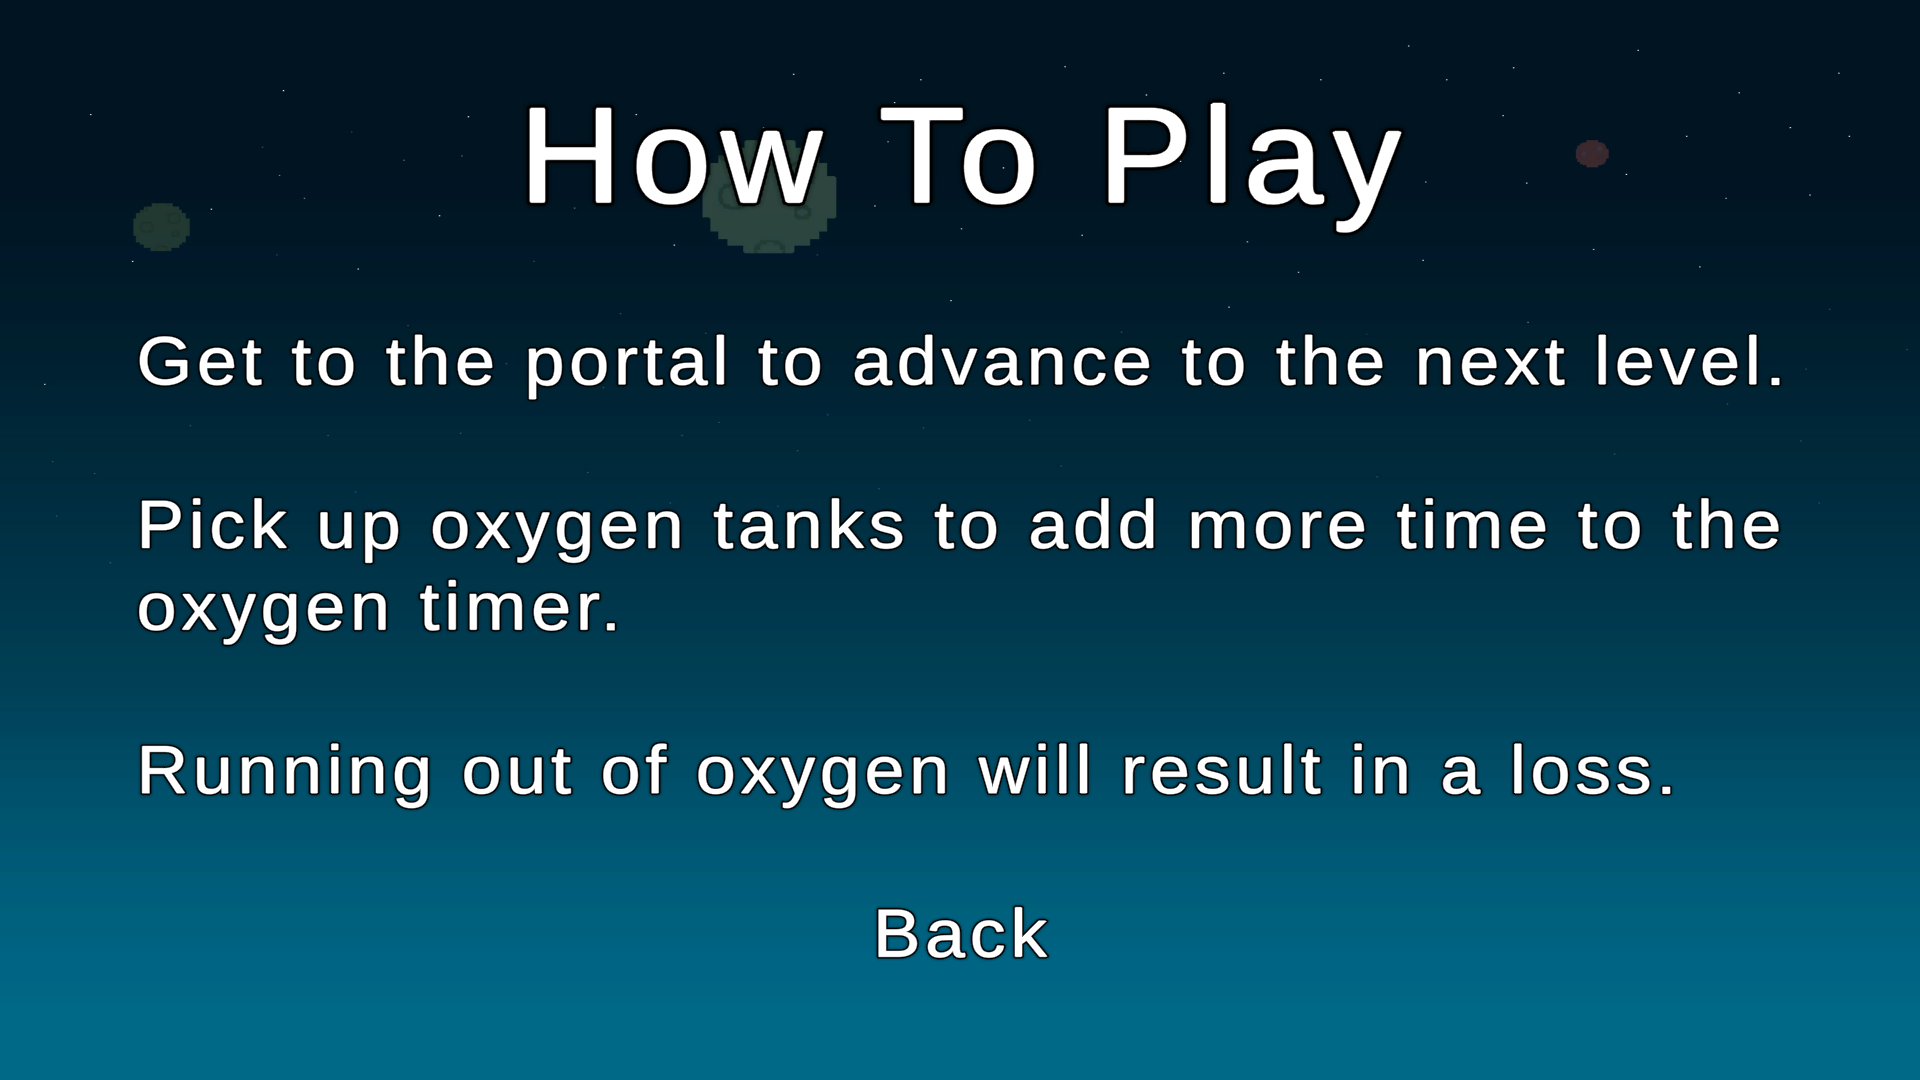 How To Play
Get to the portal to advance to the next level.
Pick up oxygen tanks to add more time to the
oxygen timer.
Running out of oxygen will result in a loss.
Back